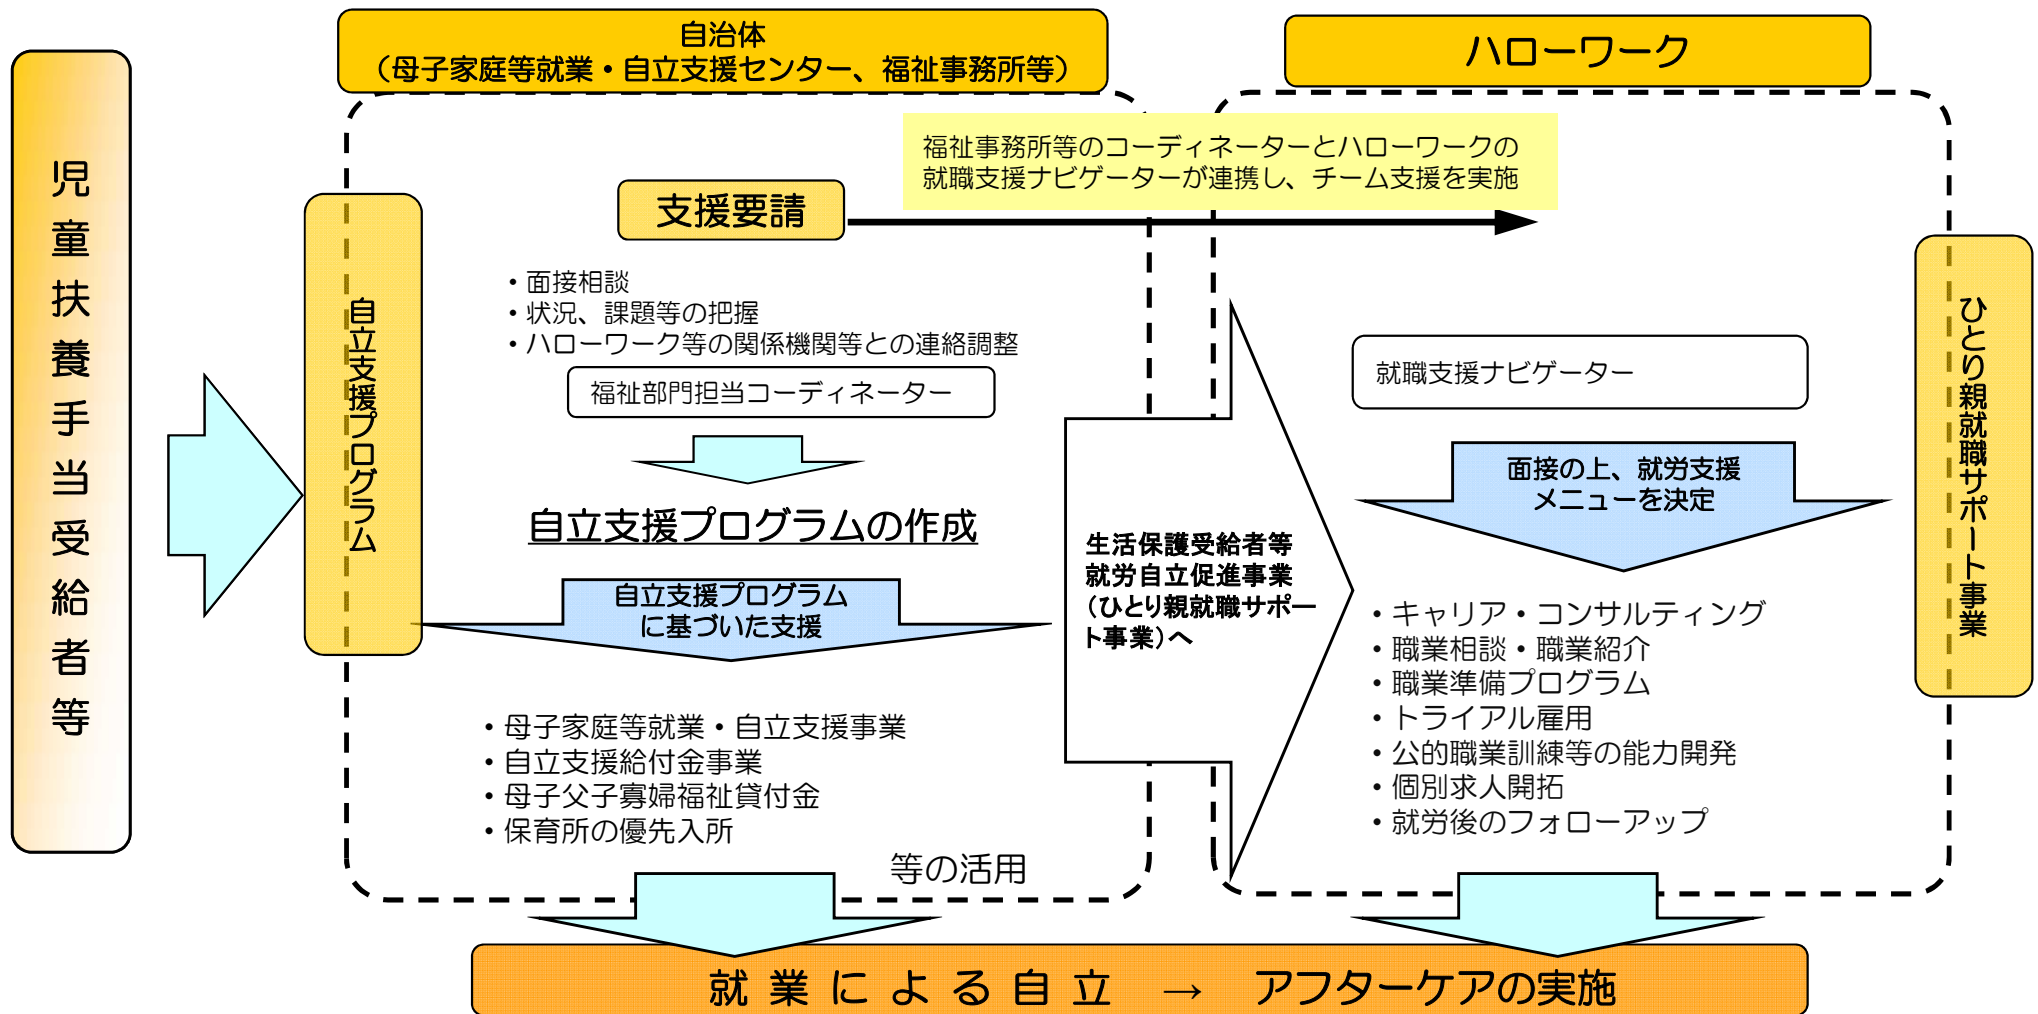 児童扶養手当受給者等
自治体
（母子家庭等就業・自立支援センター、福祉事務所等）
自立支援プログラム
支援要請
福祉事務所等のコーディネーターとハローワークの
就職支援ナビゲーターが連携し、チーム支援を実施
・面接相談
・状況、課題等の把握
・ハローワーク等の関係機関等との連絡調整
福祉部門担当コーディネーター
自立支援プログラムの作成
自立支援プログラム
に基づいた支援
・母子家庭等就業・自立支援事業
・自立支援給付金事業
・母子父子寡婦福祉貸付金
・保育所の優先入所
等の活用
生活保護受給者等
就労自立促進事業
（ひとり親就職サポー
ト事業）へ
ハローワーク
就職支援ナビゲーター
面接の上、就労支援
メニューを決定
・キャリア・コンサルティング
・職業相談・職業紹介
・職業準備プログラム
・トライアル雇用
・公的職業訓練等の能力開発
・個別求人開拓
・就労後のフォローアップ
ひとり親就職サポート事業
就業による自立 → アフターケアの実施